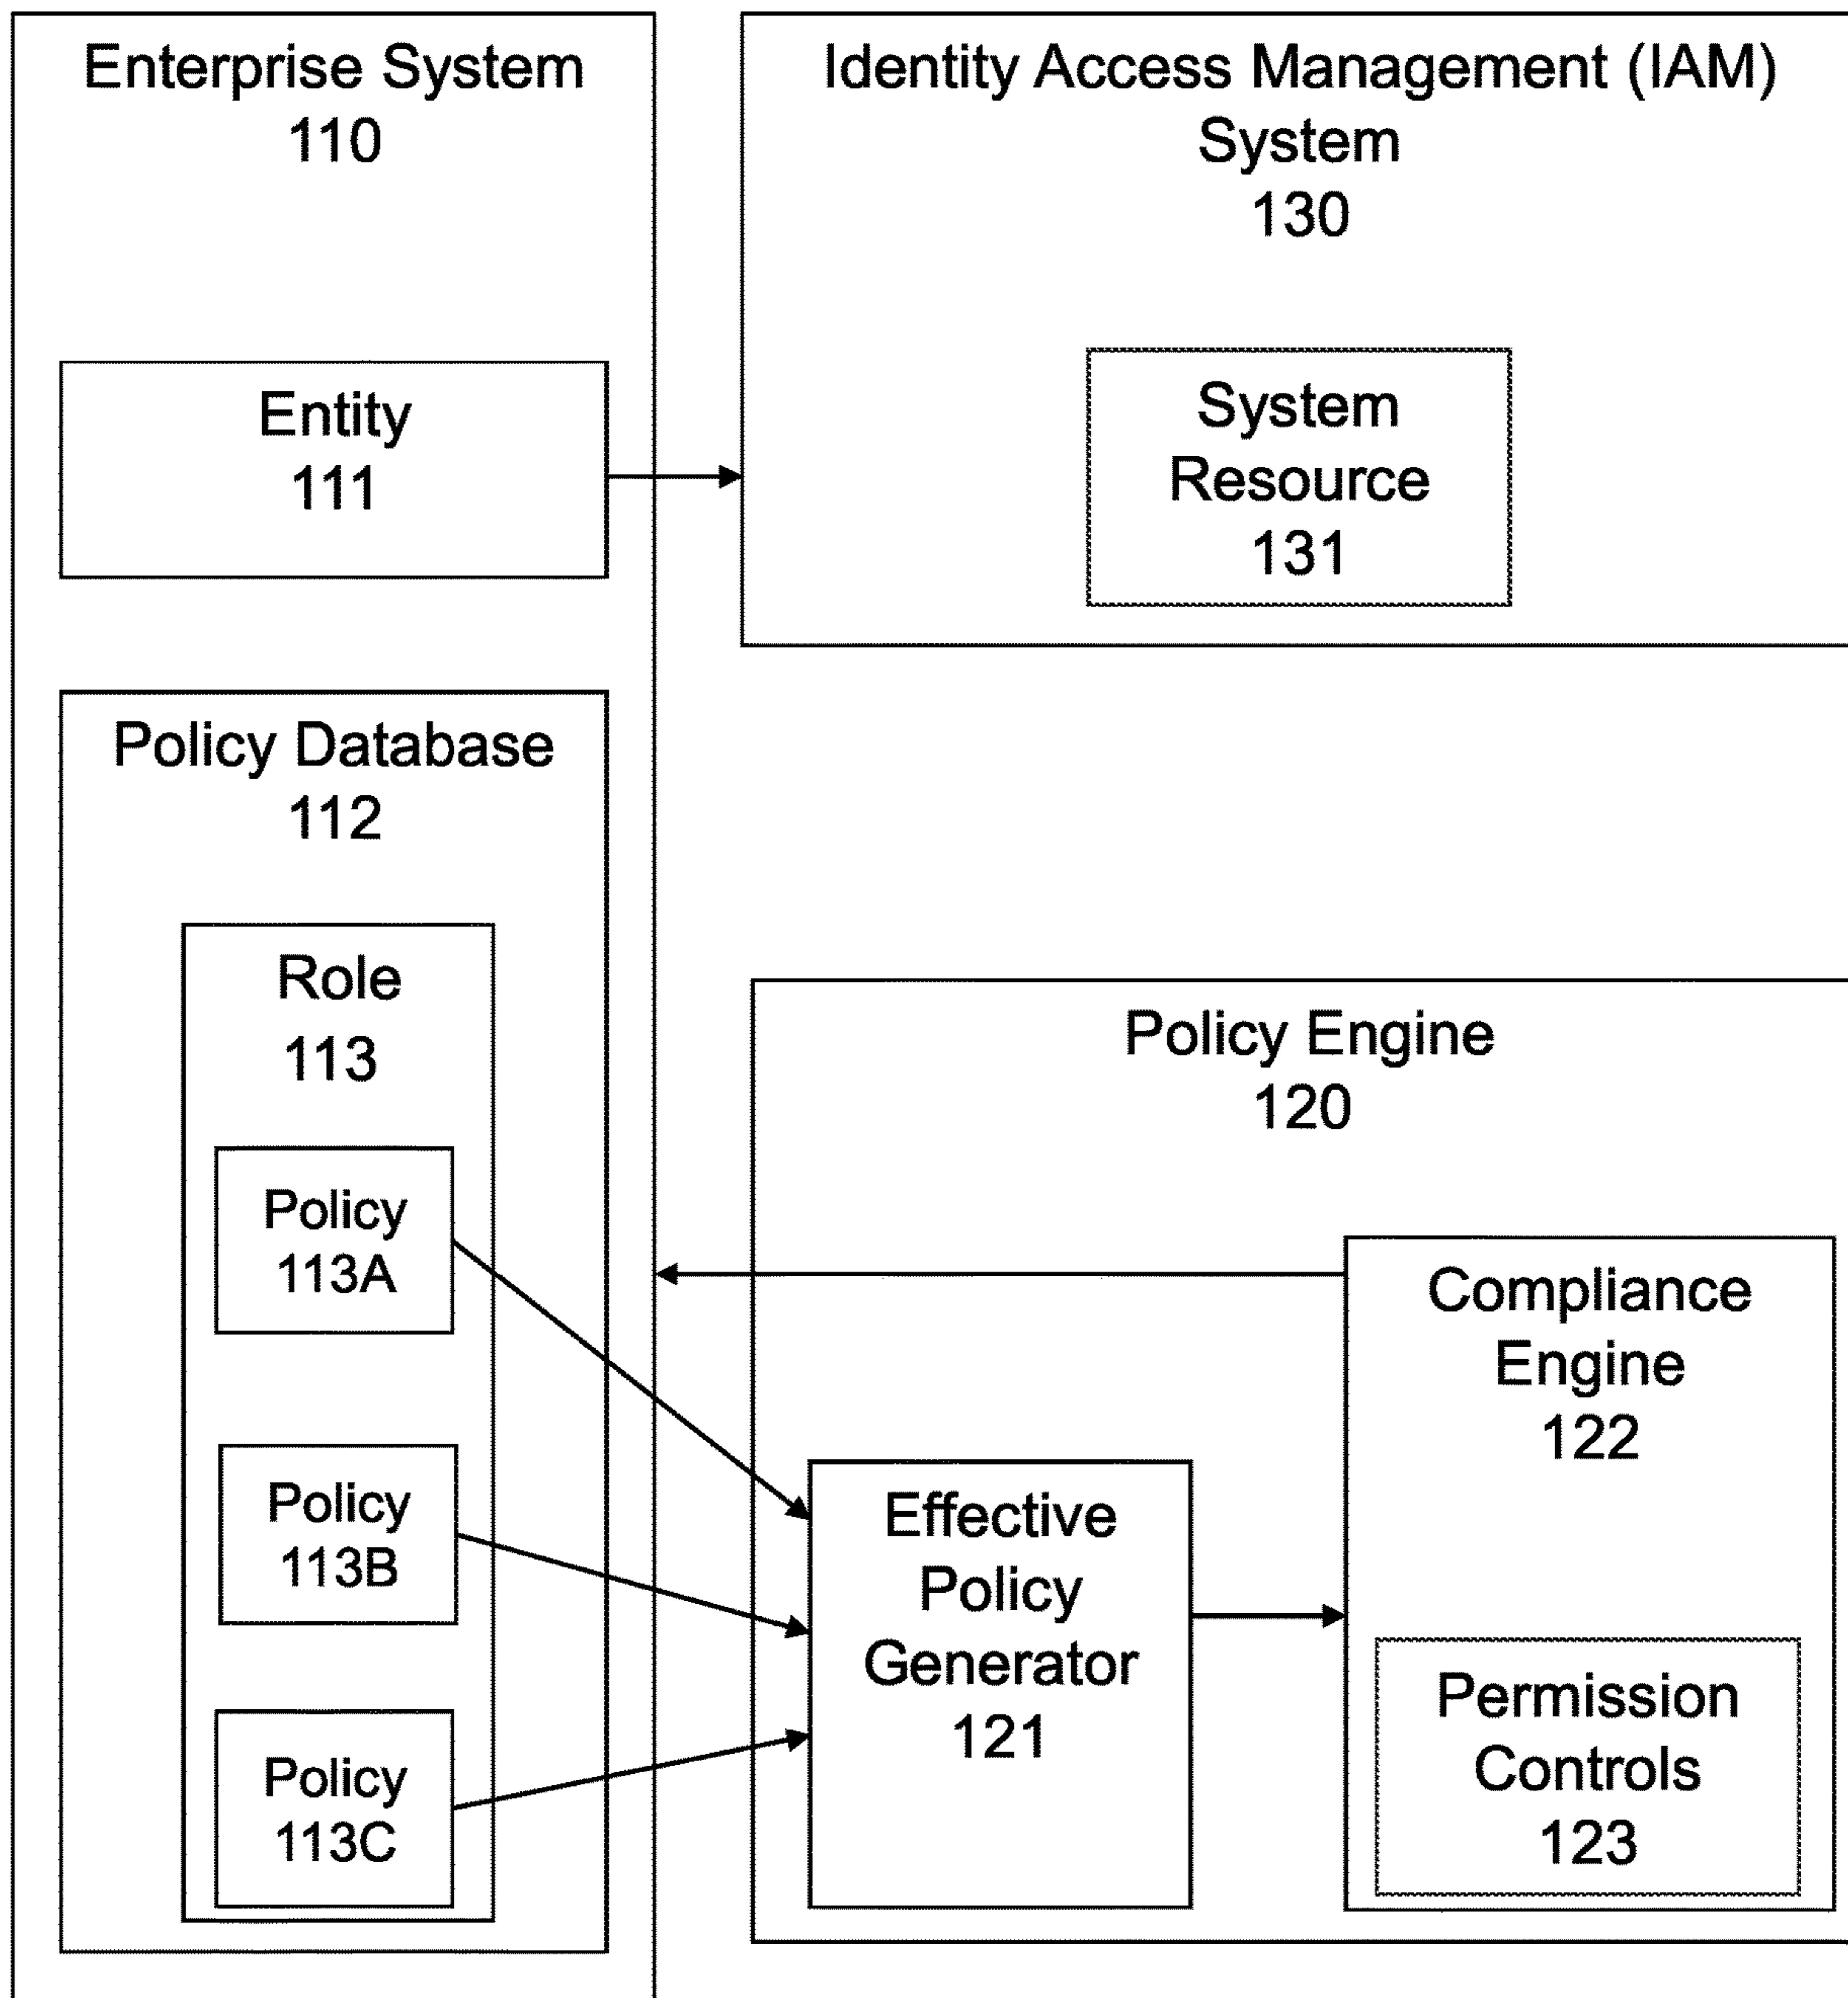 Enterprise System
110
Entity
111
Policy Database
112
Role
113
Policy
113A
Policy
113B
Policy
113C
Identity Access Management (IAM)
System
130
System
Resource
131
Policy Engine
120
Effective
Policy
Generator
121
Compliance
Engine
122
Permission
Controls
123